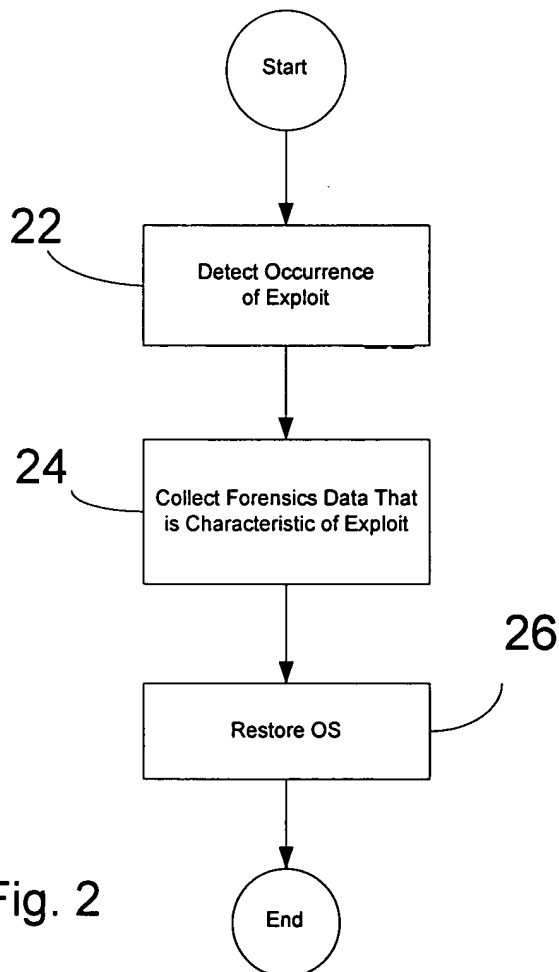 Start
22
Detect Occurrence
of Exploit
24
Collect Forensics Data That
is Characteristic of Exploit
26
Restore OS
Fig. 2
End